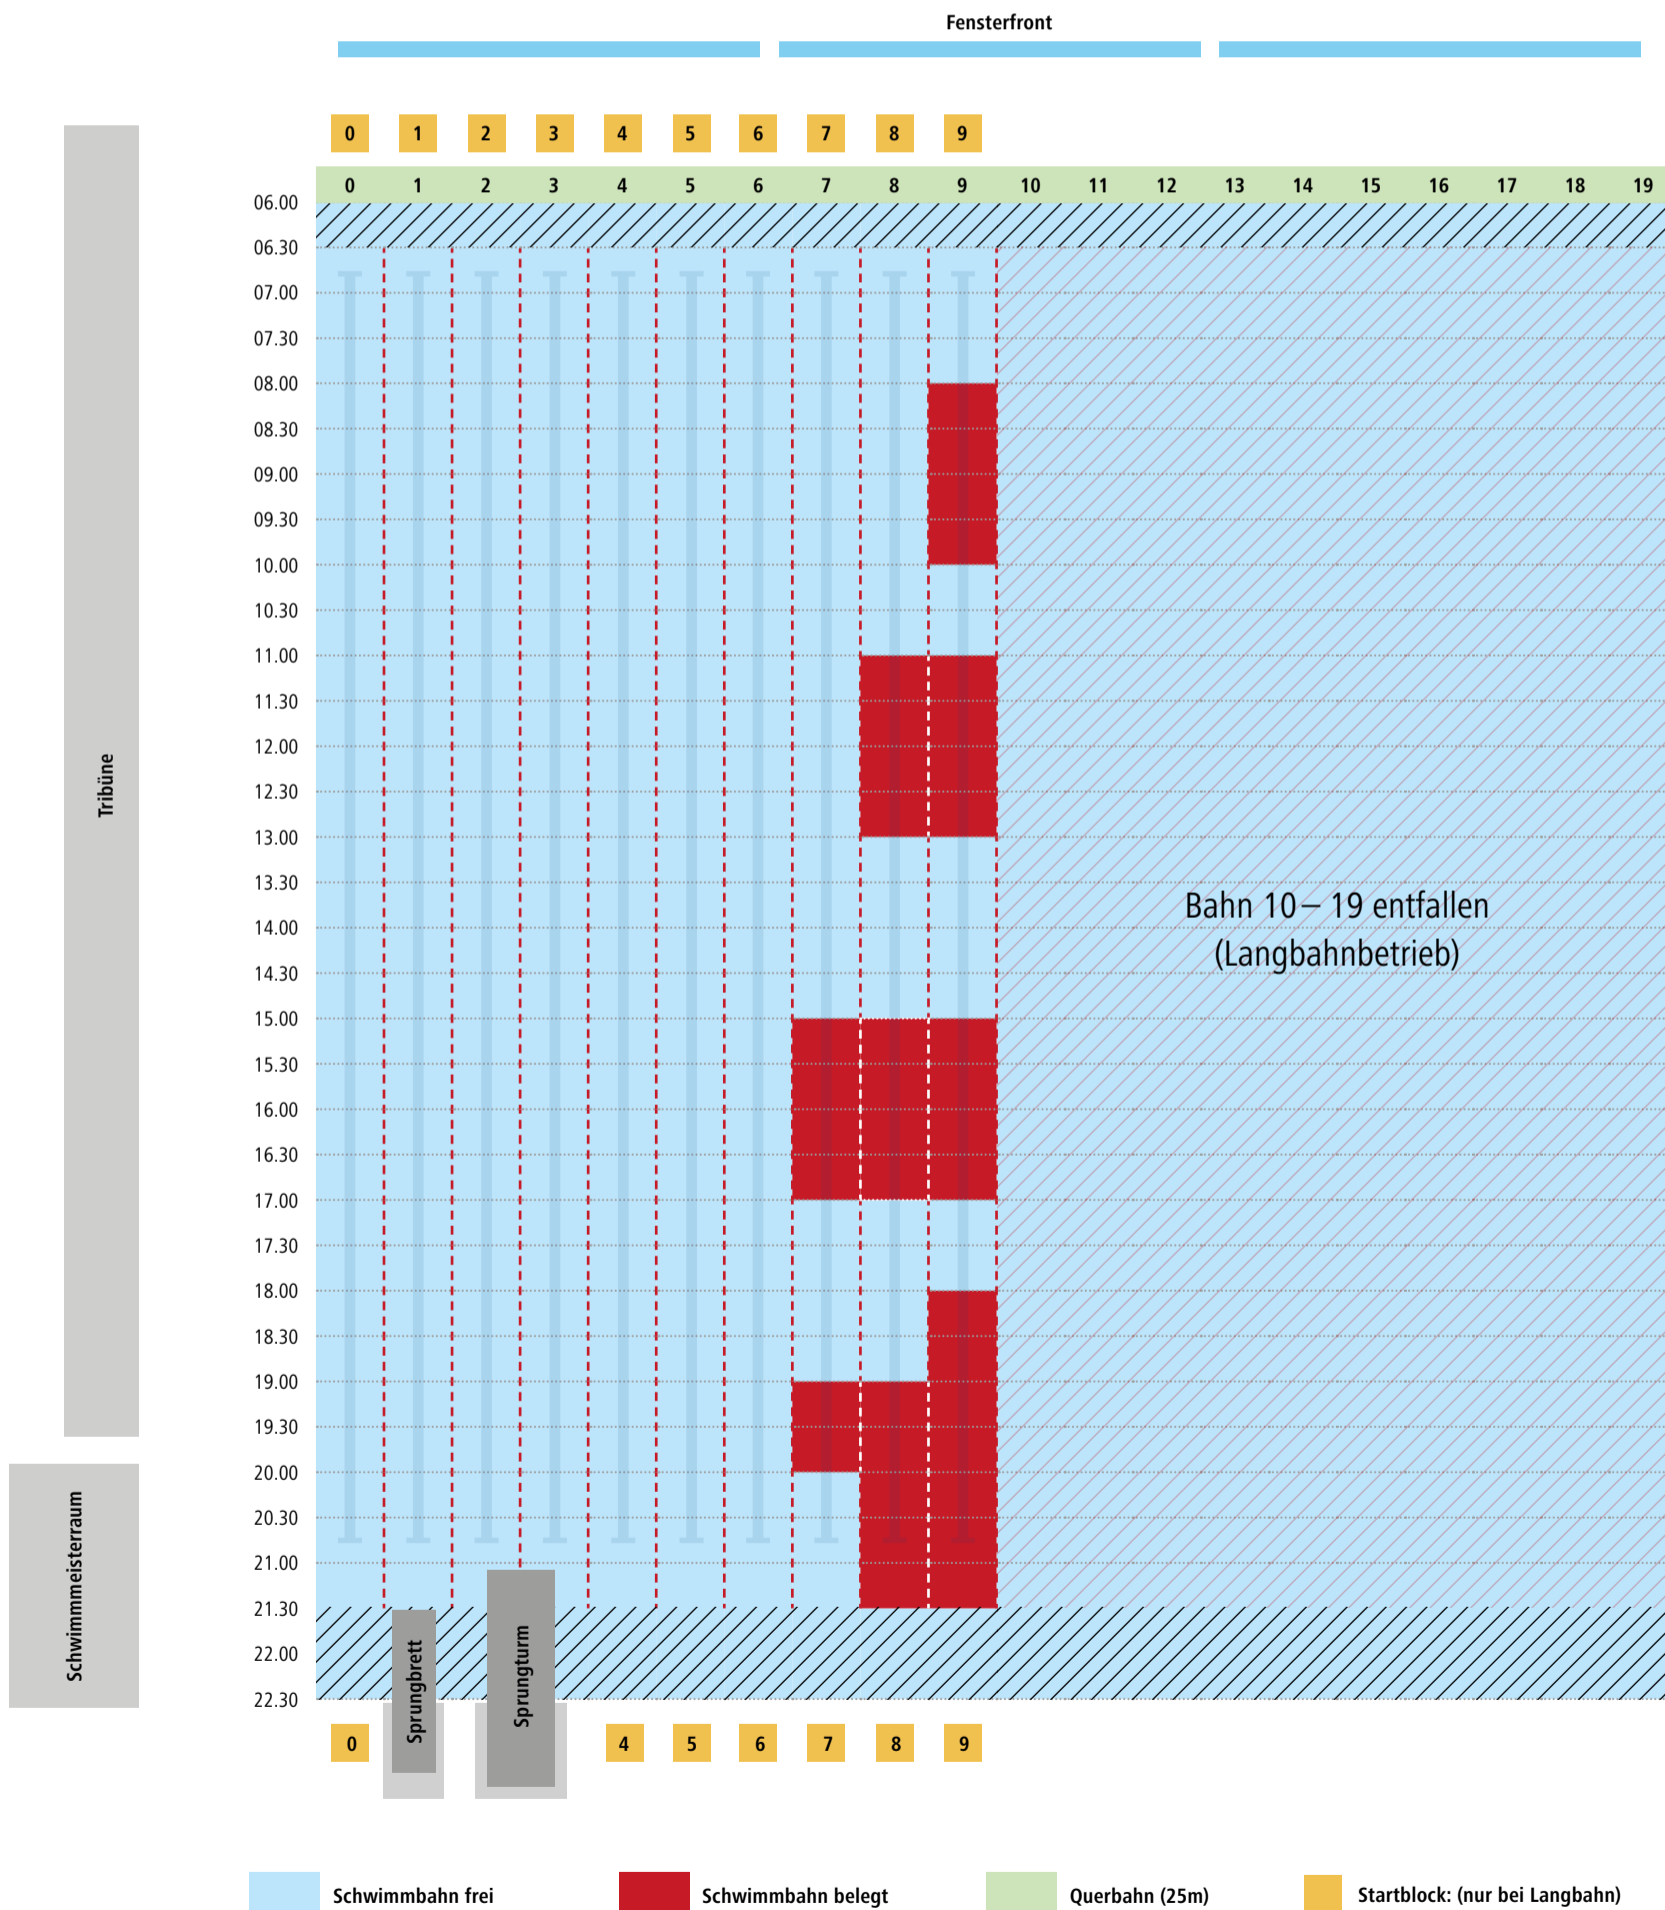 Fensterfront
0 1 2 3 4 5 6 7 8 9
0 1 2 3 4 5 6 7 8 9 10 11 12 13 14 15 16 17 18 19
06.00
06.30
07.00
07.30
08.00
08.30
09.00
09.30
10.00
10.30
11.00
11.30
12.00
12.30
13.00
13.30
14.00
14.30
15.00
15.30
16.00
16.30
17.00
17.30
18.00
18.30
19.00
19.30
20.00
20.30
21.00
21.30
22.00
22.30
Tribüne
Schwimmmeisterraum
Bahn 10 – 19 entfallen
(Langbahnbetrieb)
Sprungbrett
Sprungturm
0 4 5 6 7 8 9
Schwimmbahn frei
Schwimmbahn belegt
Querbahn (25m)
Startblock: (nur bei Langbahn)